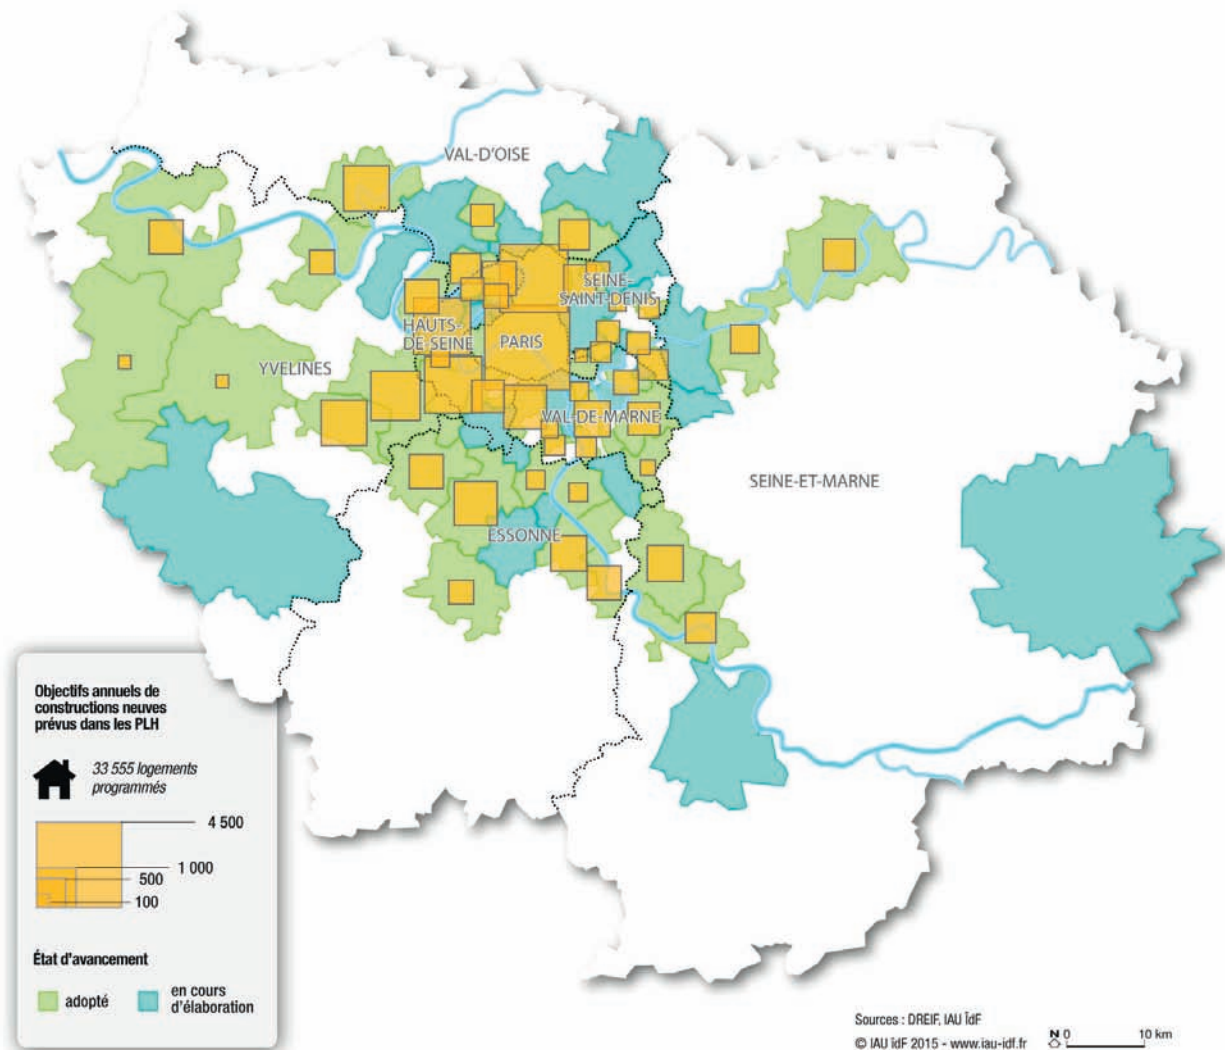 VAL-D'OISE
SEINE-
SAINT-DENIS
HAUTS-
DE-SEINE
PARIS
YVELINES
VAL-DE-MARNE
SEINE-ET-MARNE
ESSONNE
Objectifs annuels de
constructions neuves
prévus dans les PLH
33 555 logements
programmés
4 500
1 000
500
100
État d'avancement
adopté
en cours
d'élaboration
Sources : DREIF, IAU ÎdF
© IAU îdF 2015 - www.iau-idf.fr
N 0 10 km